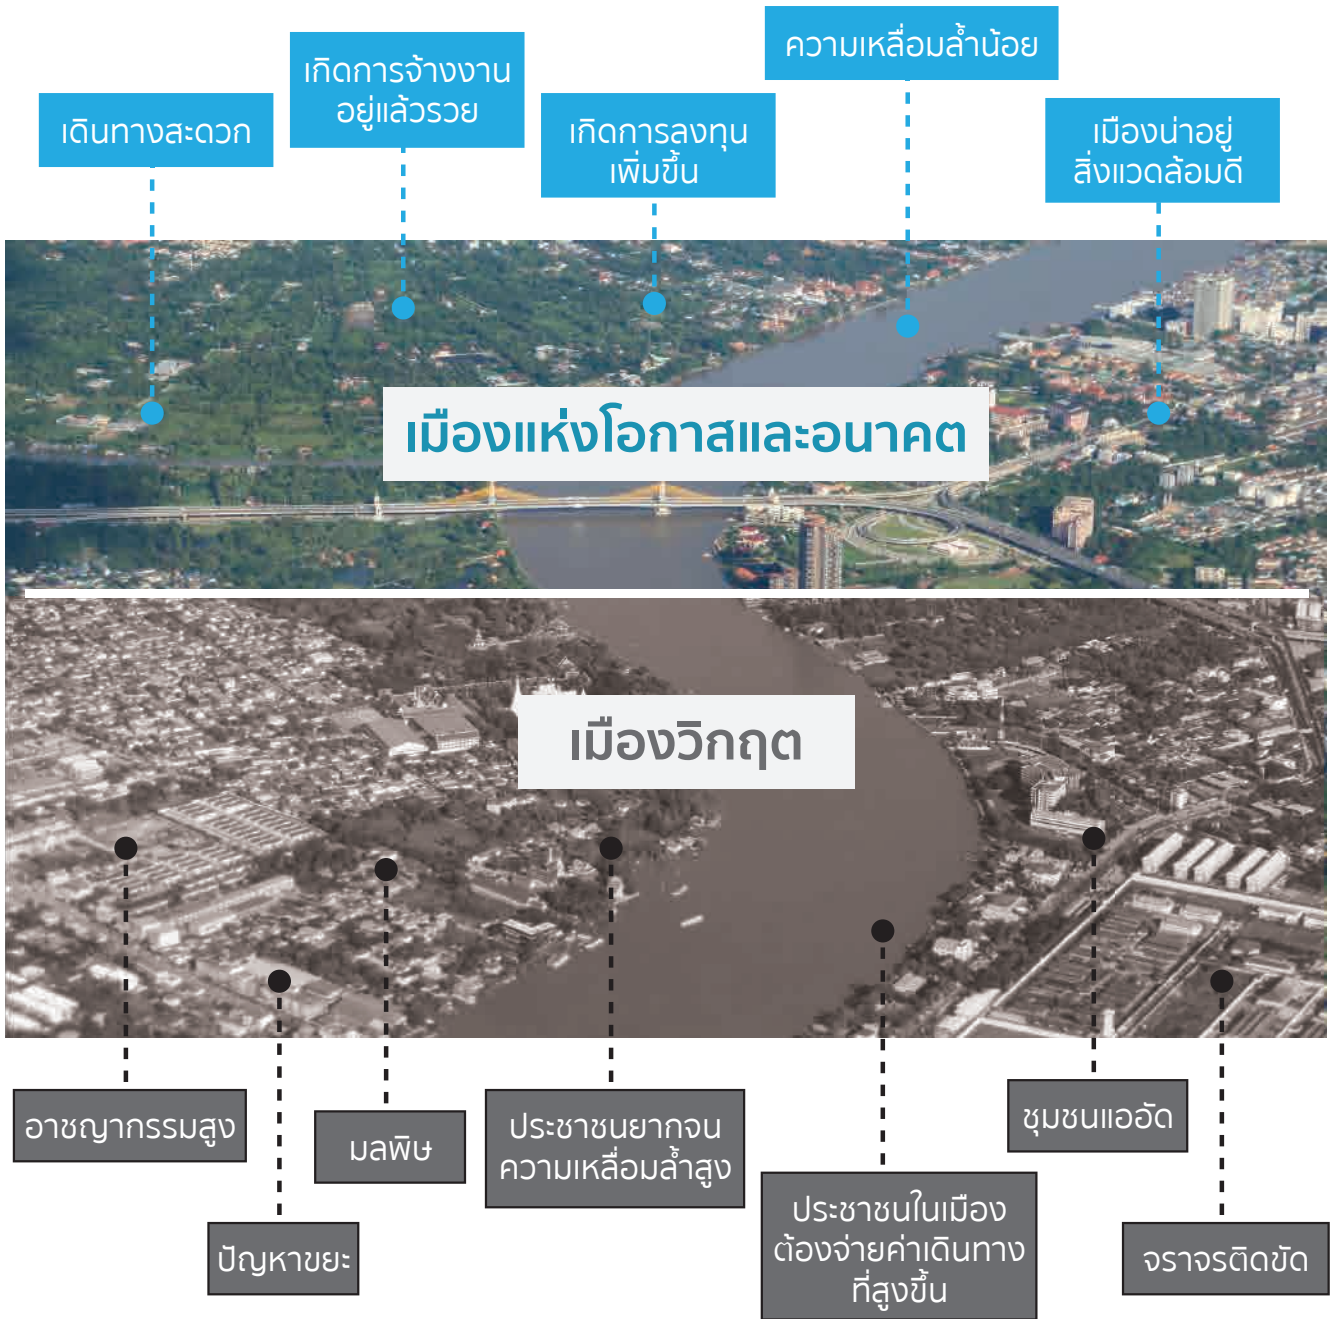 เดินทางสะดวก
เกิดการจ้างงาน
อยู่แล้วรวย
เกิดการลงทุน
เพิ่มขึ้น
ความเหลื่อมล้ำน้อย
เมืองน่าอยู่
สิ่งแวดล้อมดี
เมืองแห่งโอกาสและอนาคต
เมืองวิกฤต
อาชญากรรมสูง
ปัญหาขยะ
มลพิษ
ประชาชนยากจน
ความเหลื่อมล้ำสูง
ประชาชนในเมือง
ต้องจ่ายค่าเดินทาง
ที่สูงขึ้น
ชุมชนแออัด
จราจรติดขัด